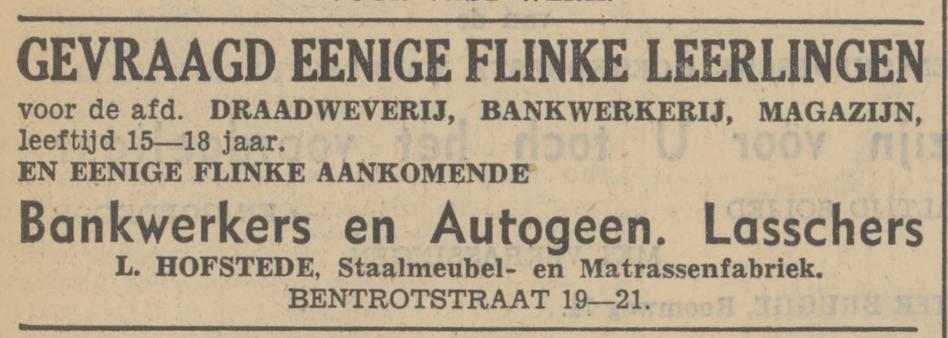 GEVRAAGD EENIGE FLINKE LEERLINGEN
voor de afd. DRAADWEVERIJ, BANKWERKERIJ, MAGAZIJN,
leeftijd 15—18 jaar.
EN EENIGE FLINKE AANKOMENDE
Bankwerkers en Autogeen. Lasschers
L. HOFSTEDE, Staalmeubel- en Matrassenfabriek.
BENTROTSTRAAT 19—21.